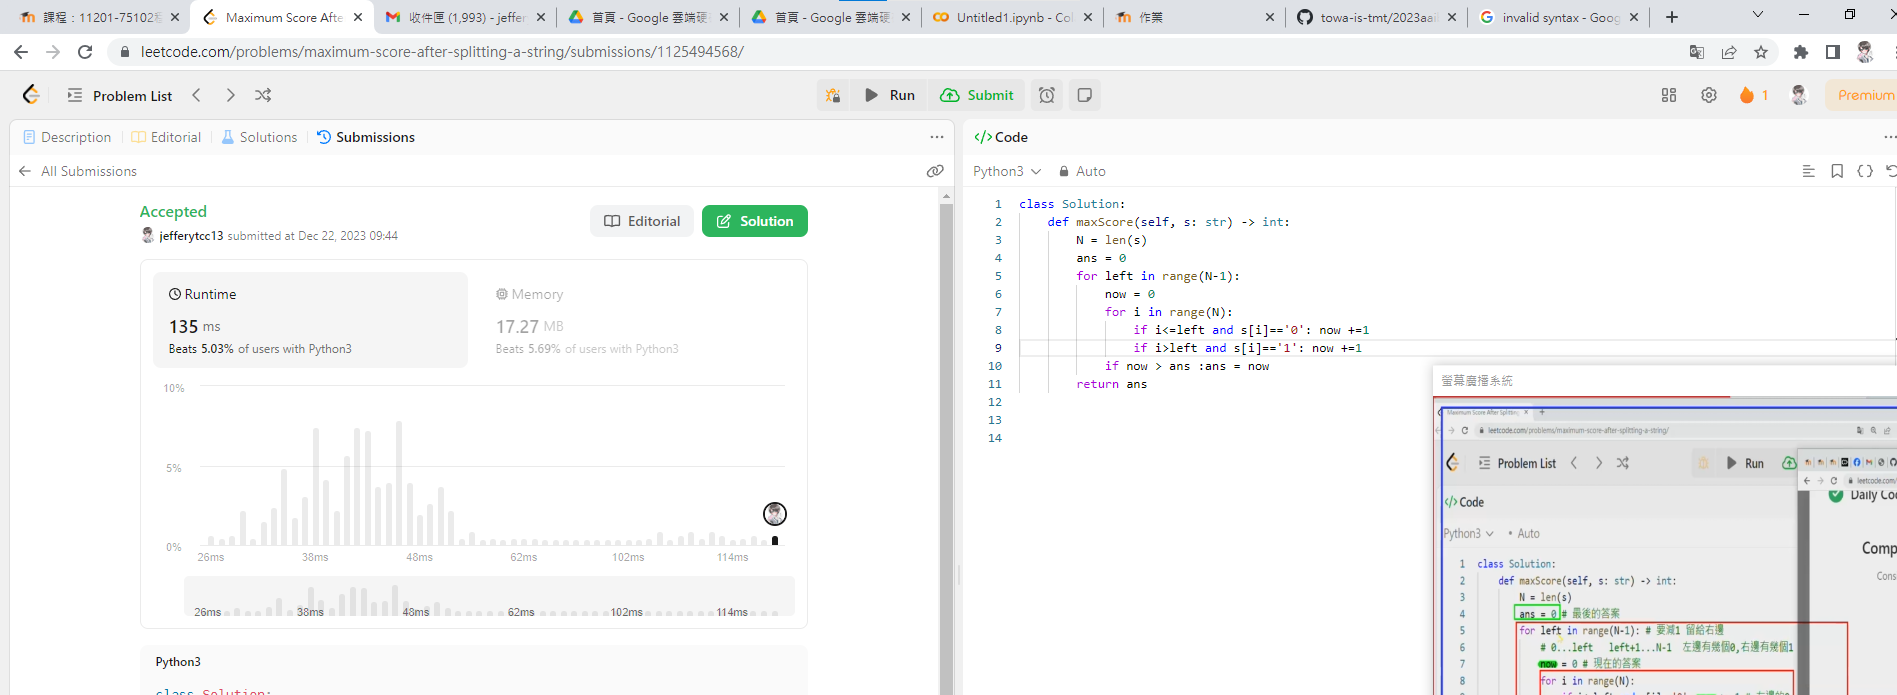 課程：11201-75102程
Maximum Score Afte
收件匣 (1,993) - jeffer
首頁 - Google 雲端硬
首頁 - Google 雲端硬
Untitled1.ipynb - Col
作業
towa-is-tmt/2023aai
invalid syntax - Goog
leetcode.com/problems/maximum-score-after-splitting-a-string/submissions/1125494568/
Problem List
Run
Submit
1
Premium
Description
Editorial
Solutions
Submissions
All Submissions
Accepted
jefferytcc13 submitted at Dec 22, 2023 09:44
Editorial
Solution
Runtime
135 ms
Beats 5.03% of users with Python3
Memory
17.27 MB
Beats 5.69% of users with Python3
10%
5%
0%
26ms 38ms 48ms 62ms 102ms 114ms
26ms 38ms 48ms 62ms 102ms 114ms
Python3
class Solution:
</> Code
Python3
Auto
1 class Solution:
2 def maxScore(self, s: str) -> int:
3 N = len(s)
4 ans = 0
5 for left in range(N-1):
6 now = 0
7 for i in range(N):
8 if i<=left and s[i]=='0': now +=1
9 if i>left and s[i]=='1': now +=1
10 if now > ans :ans = now
11 return ans
12
13
14
螢幕廣播系統
Maximum Score After Splitting
leetcode.com/problems/maximum-score-after-splitting-a-string/
Problem List
Run
leetcode.com/
Daily Co
</> Code
Python3
• Auto
Comp
Cons
1 class Solution:
2 def maxScore(self, s: str) -> int:
3 N = len(s)
4 ans = 0 # 最後的答案
5 for left in range(N-1): # 要減1 留給右邊
6 # 0...left left+1...N-1 左邊有幾個0,右邊有幾個1
7 now = 0 # 現在的答案
8 for i in range(N):
9